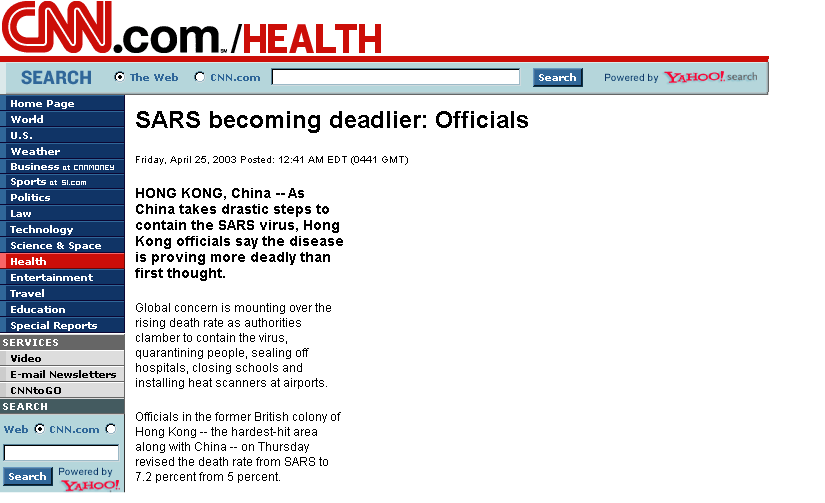 CNN.com./HEALTH
SEARCH The Web CNN.com Search Powered by YAHOO! search
Home Page
World
U.S.
Weather
Business at CNNMONEY
Sports at SI.com
Politics
Law
Technology
Science & Space
Health
Entertainment
Travel
Education
Special Reports
SERVICES
Video
E-mail Newsletters
CNNtoGO
SEARCH
Web CNN.com
Search Powered by
YAHOO!
SARS becoming deadlier: Officials
Friday, April 25, 2003 Posted: 12:41 AM EDT (0441 GMT)
HONG KONG, China -- As
China takes drastic steps to
contain the SARS virus, Hong
Kong officials say the disease
is proving more deadly than
first thought.
Global concern is mounting over the
rising death rate as authorities
clamber to contain the virus,
quarantining people, sealing off
hospitals, closing schools and
installing heat scanners at airports.
Officials in the former British colony of
Hong Kong -- the hardest-hit area
along with China -- on Thursday
revised the death rate from SARS to
7.2 percent from 5 percent.